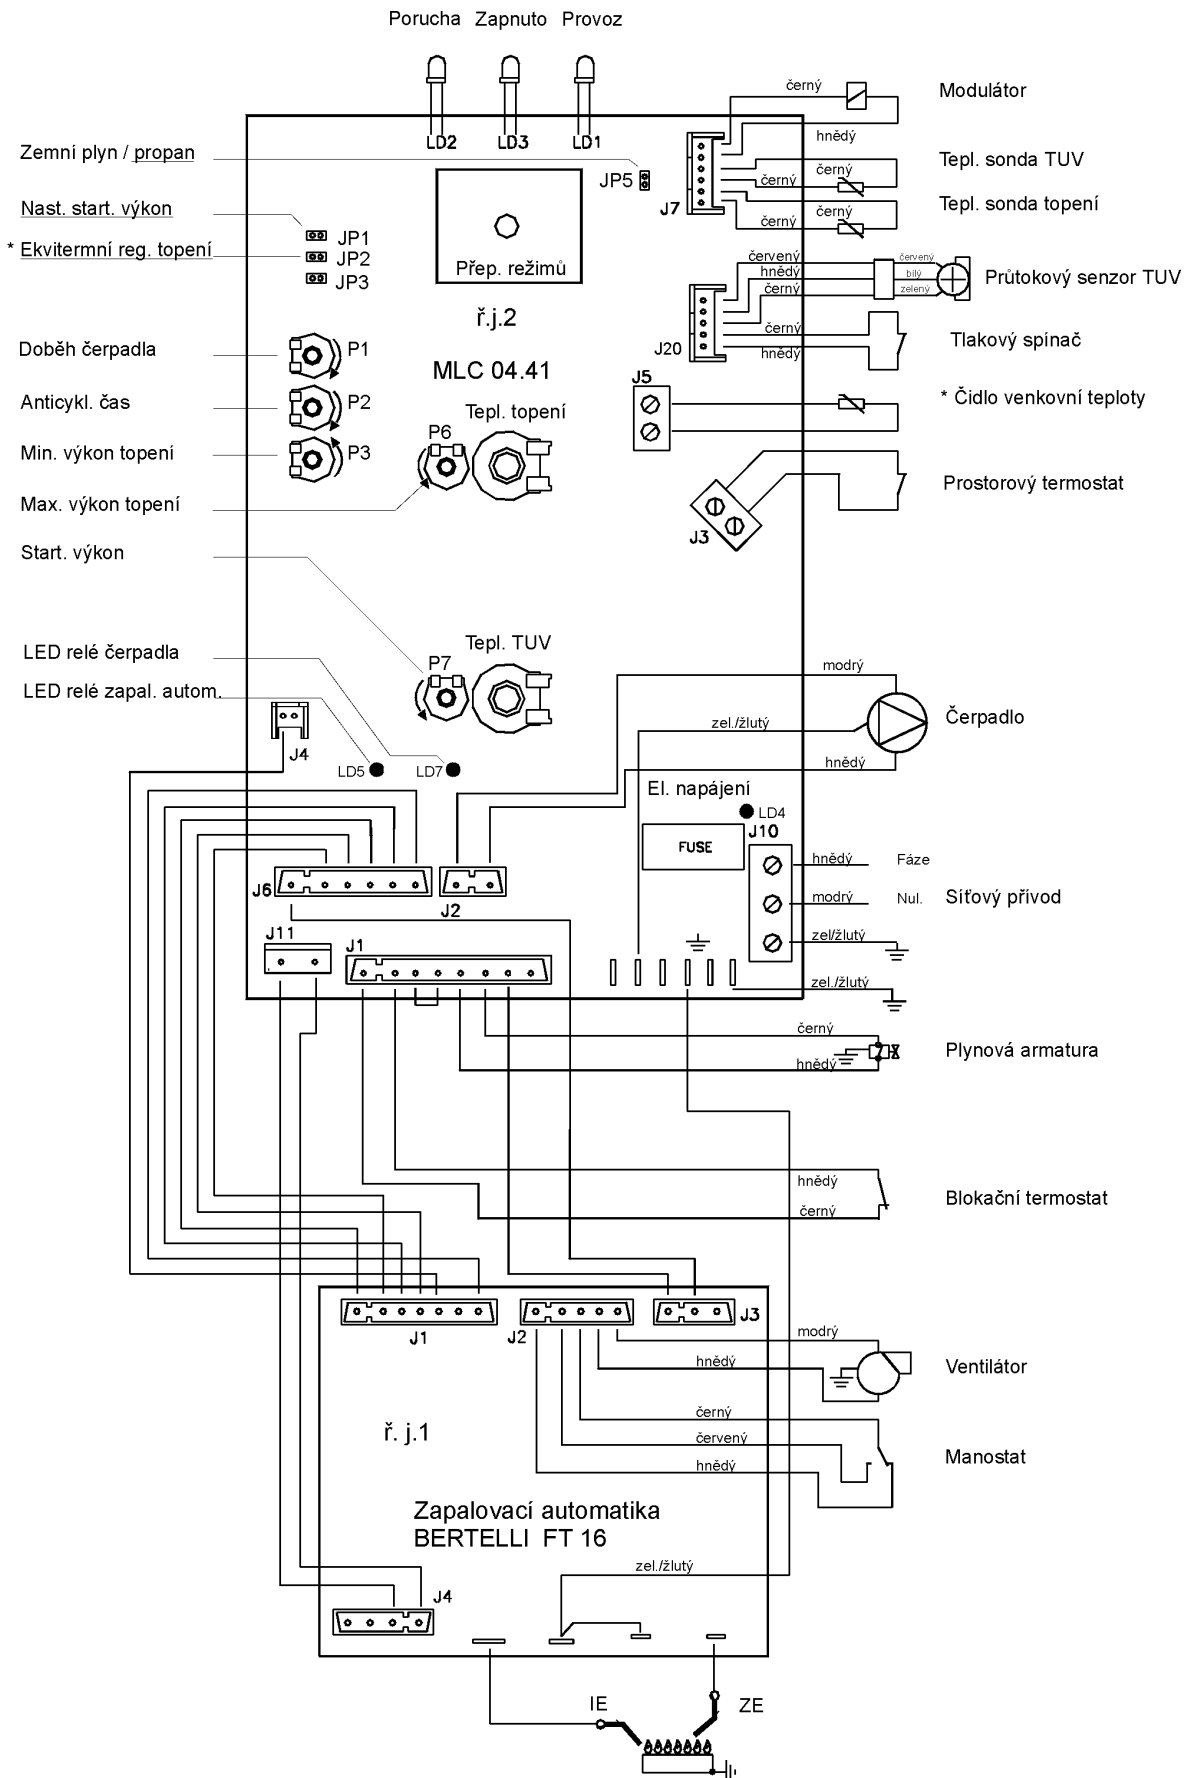 Porucha Zapnuto Provoz
LD2 LD3 LD1
Zemní plyn / propan
Nast. start. výkon
* Ekvitermní reg. topení
JP5
JP1
JP2
JP3
Přep. režimů
ř.j.2
MLC 04.41
J7
černý
hnědý
Modulátor
černý
černý
Tepl. sonda TUV
černý
černý
Tepl. sonda topení
J20
červený
hnědý
černý
červený
bílý
zelený
Průtokový senzor TUV
černý
hnědý
Tlakový spínač
J5
* Čidlo venkovní teploty
J3
Prostorový termostat
Doběh čerpadla
P1
Anticykl. čas
P2
Min. výkon topení
P3
Max. výkon topení
P6
Tepl. topení
Start. výkon
P7
Tepl. TUV
LED relé čerpadla
LED relé zapal. autom.
J4
LD5
LD7
modrý
zel./žlutý
hnědý
Čerpadlo
El. napájení
LD4
FUSE
J10
hnědý
Fáze
modrý
Nul.
Síťový přívod
zel/žlutý
zel./žlutý
J6
J2
J11
J1
černý
hnědý
Plynová armatura
hnědý
černý
Blokační termostat
J1
J2
J3
modrý
hnědý
Ventilátor
černý
červený
hnědý
Manostat
ř. j.1
Zapalovací automatika
BERTELLI FT 16
zel./žlutý
J4
IE
ZE